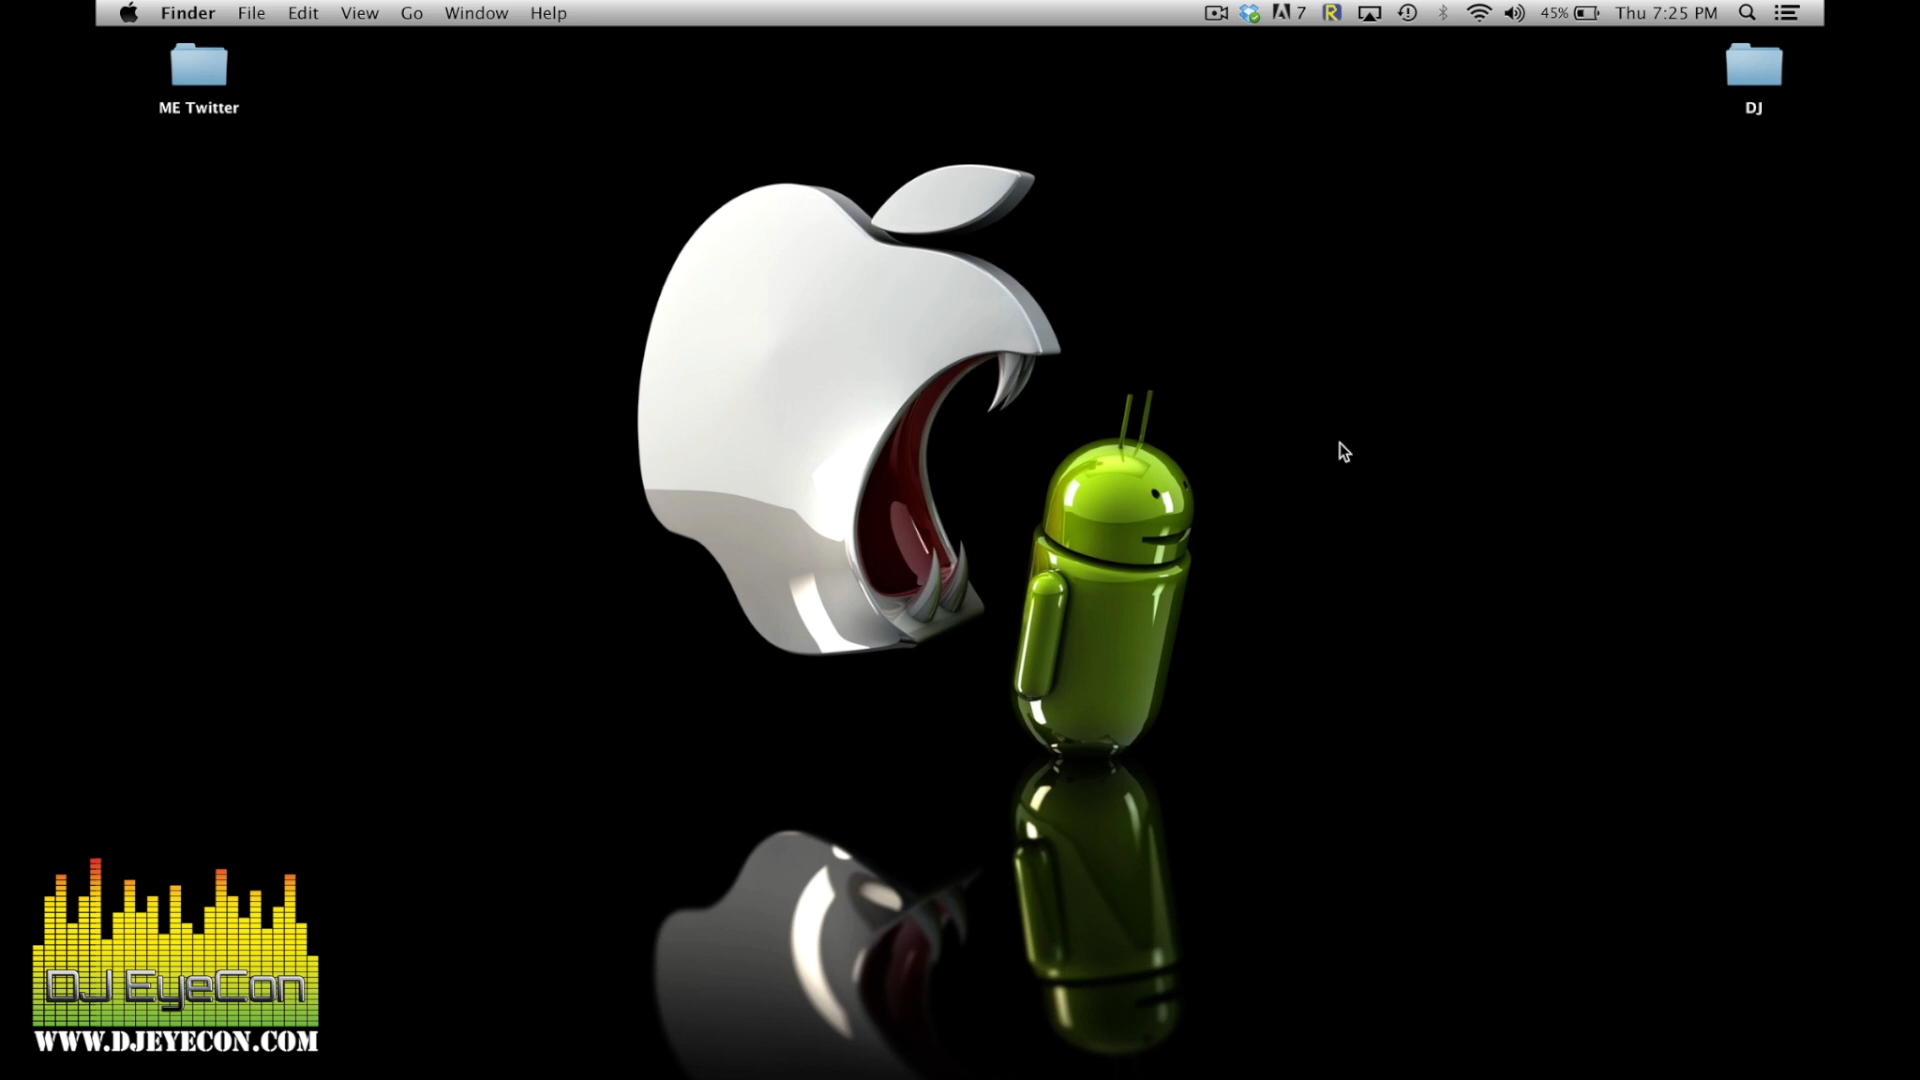 Finder File Edit View Go Window Help 7 45% Thu 7:25 PM
ME Twitter
DJ
DJ EyeCon
WWW.DJEYECON.COM